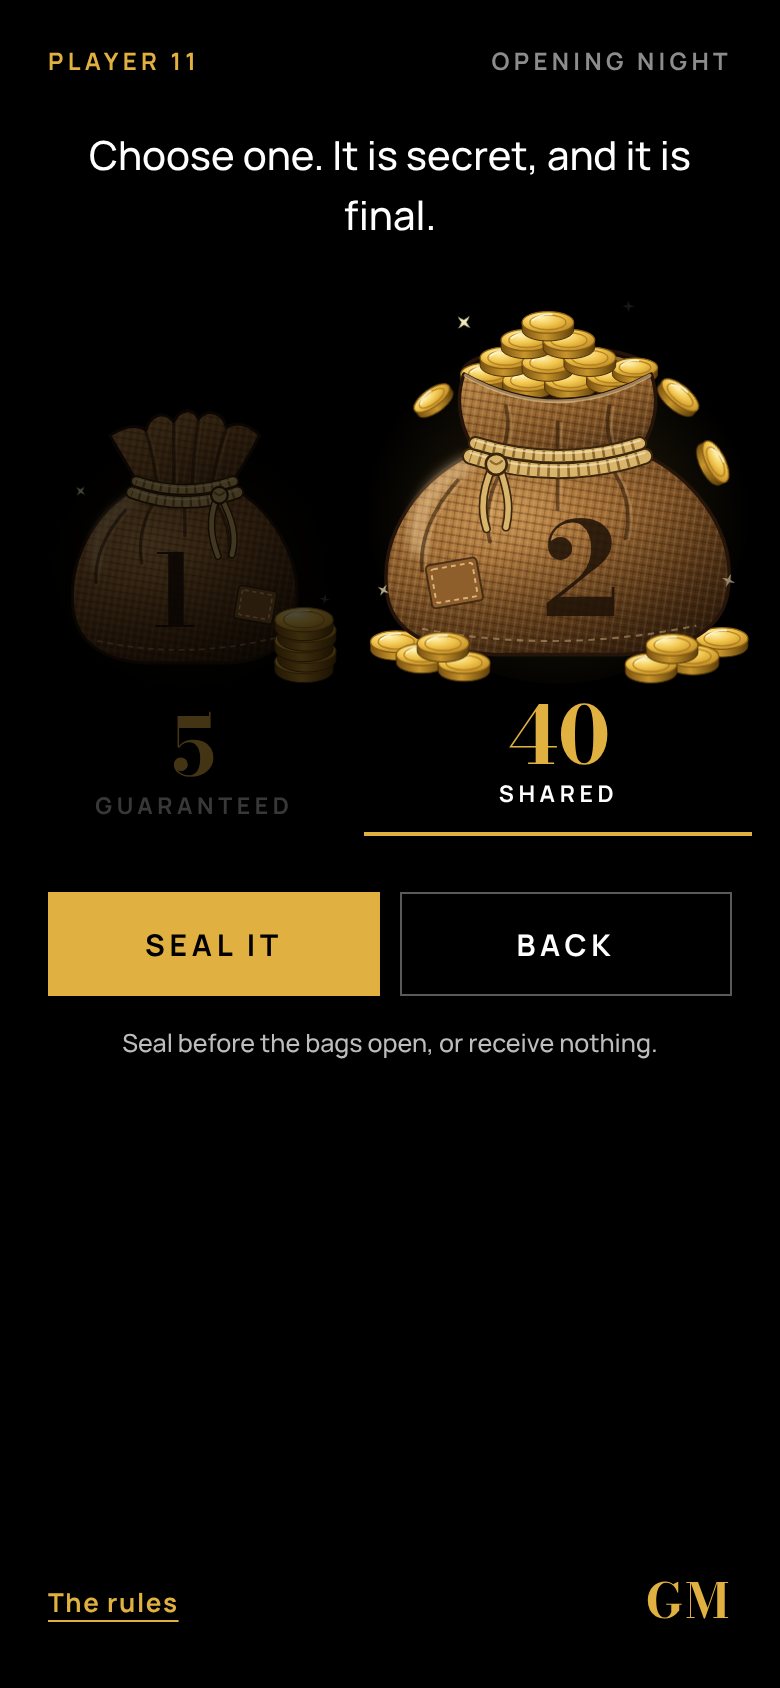 PLAYER 11
OPENING NIGHT
Choose one. It is secret, and it is
final.
1
2
5
GUARANTEED
40
SHARED
SEAL IT
BACK
Seal before the bags open, or receive nothing.
The rules
GM